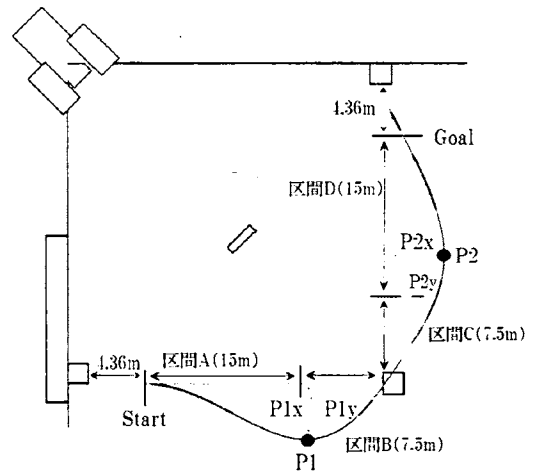 4.36m
Goal
区間D(15m)
P2x
P2
P2y
区間C(7.5m)
4.36m
区間A(15m)
Start
P1x
P1y
区間B(7.5m)
P1